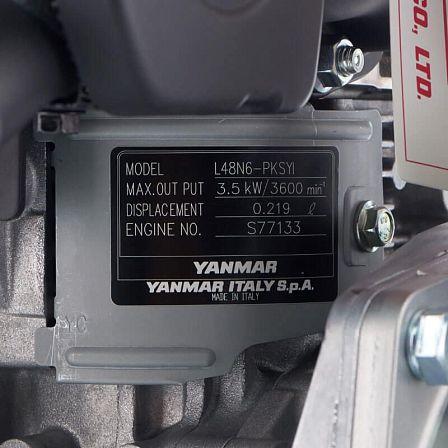 CO., LTD.
MODEL L48N6-PKSYI
MAX.OUT PUT 3.5 kW/3600 min⁻¹
DISPLACEMENT 0.219 ℓ
ENGINE NO. S77133
YANMAR
YANMAR ITALY S.p.A.
MADE IN ITALY